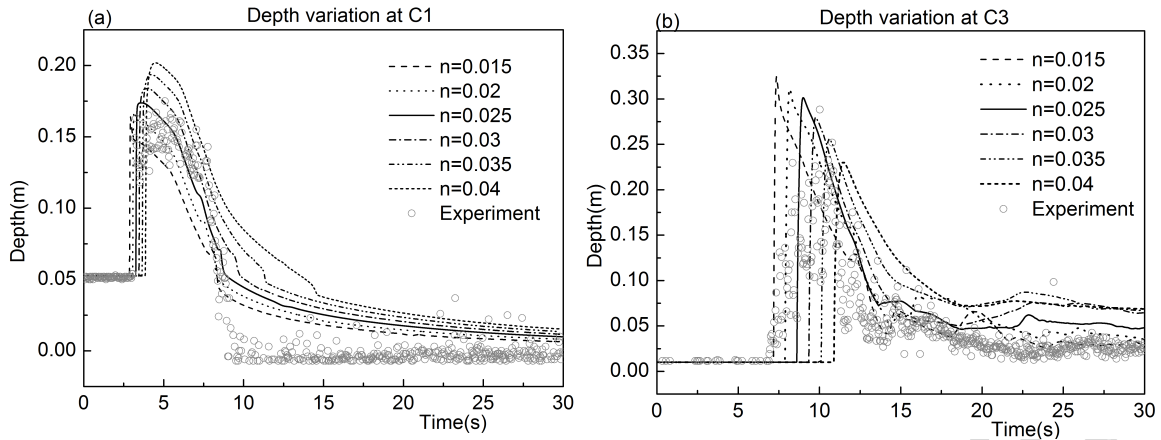 (a)
Depth variation at C1
0.20
0.15
0.10
0.05
0.00
Depth(m)
n=0.015
n=0.02
n=0.025
n=0.03
n=0.035
n=0.04
Experiment
0 5 10 15 20 25 30
Time(s)
(b)
Depth variation at C3
0.35
0.30
0.25
0.20
0.15
0.10
0.05
0.00
Depth(m)
n=0.015
n=0.02
n=0.025
n=0.03
n=0.035
n=0.04
Experiment
0 5 10 15 20 25 30
Time(s)